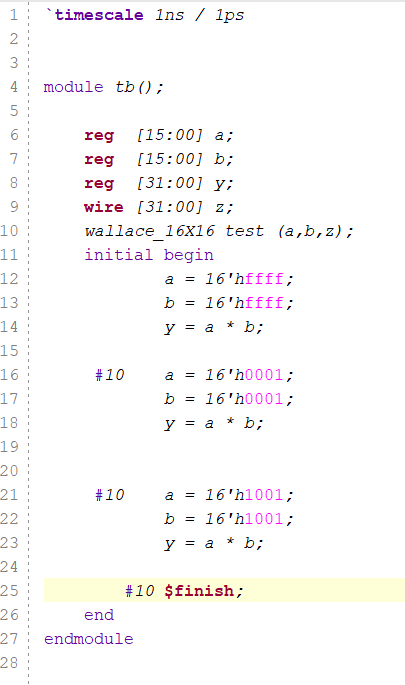 1 `timescale 1ns / 1ps
2
3
4 module tb();
5
6 reg [15:00] a;
7 reg [15:00] b;
8 reg [31:00] y;
9 wire [31:00] z;
10 wallace_16X16 test (a,b,z);
11 initial begin
12 a = 16'hffff;
13 b = 16'hffff;
14 y = a * b;
15
16 #10 a = 16'h0001;
17 b = 16'h0001;
18 y = a * b;
19
20
21 #10 a = 16'h1001;
22 b = 16'h1001;
23 y = a * b;
24
25 #10 $finish;
26 end
27 endmodule
28